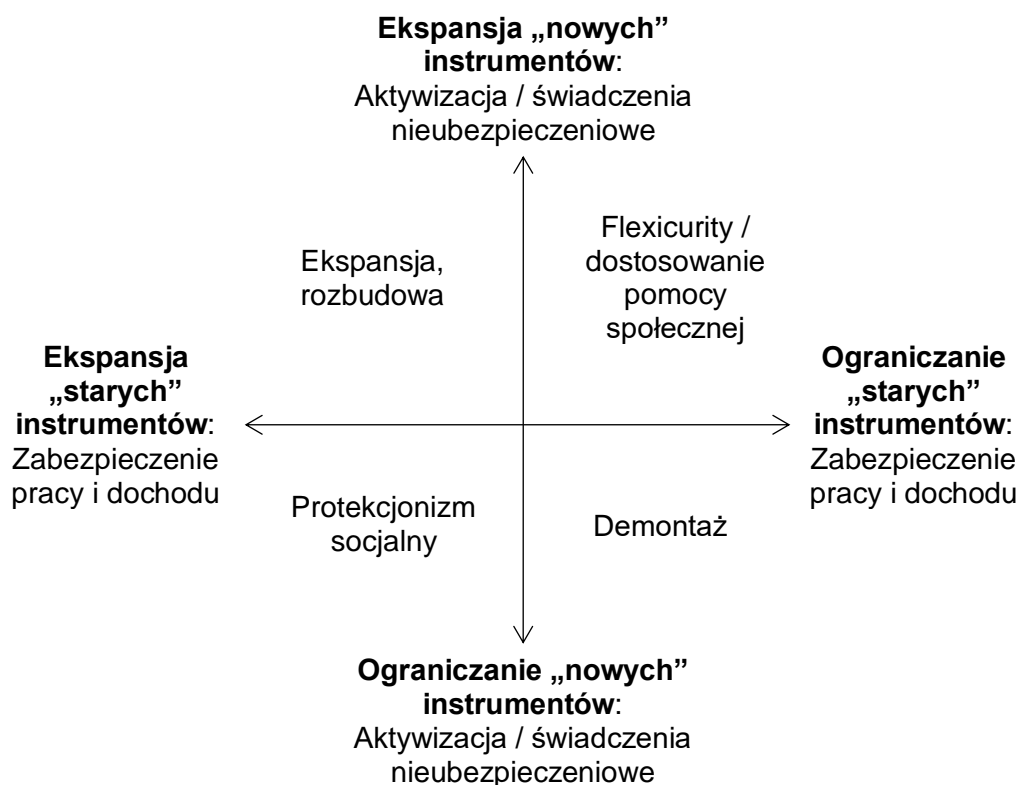 Ekspansja „nowych”
instrumentów:
Aktywizacja / świadczenia
nieubezpieczeniowe
Ekspansja,
rozbudowa
Flexicurity /
dostosowanie
pomocy
społecznej
Ekspansja
„starych”
instrumentów:
Zabezpieczenie
pracy i dochodu
Ograniczanie
„starych”
instrumentów:
Zabezpieczenie
pracy i dochodu
Protekcjonizm
socjalny
Demontaż
Ograniczanie „nowych”
instrumentów:
Aktywizacja / świadczenia
nieubezpieczeniowe